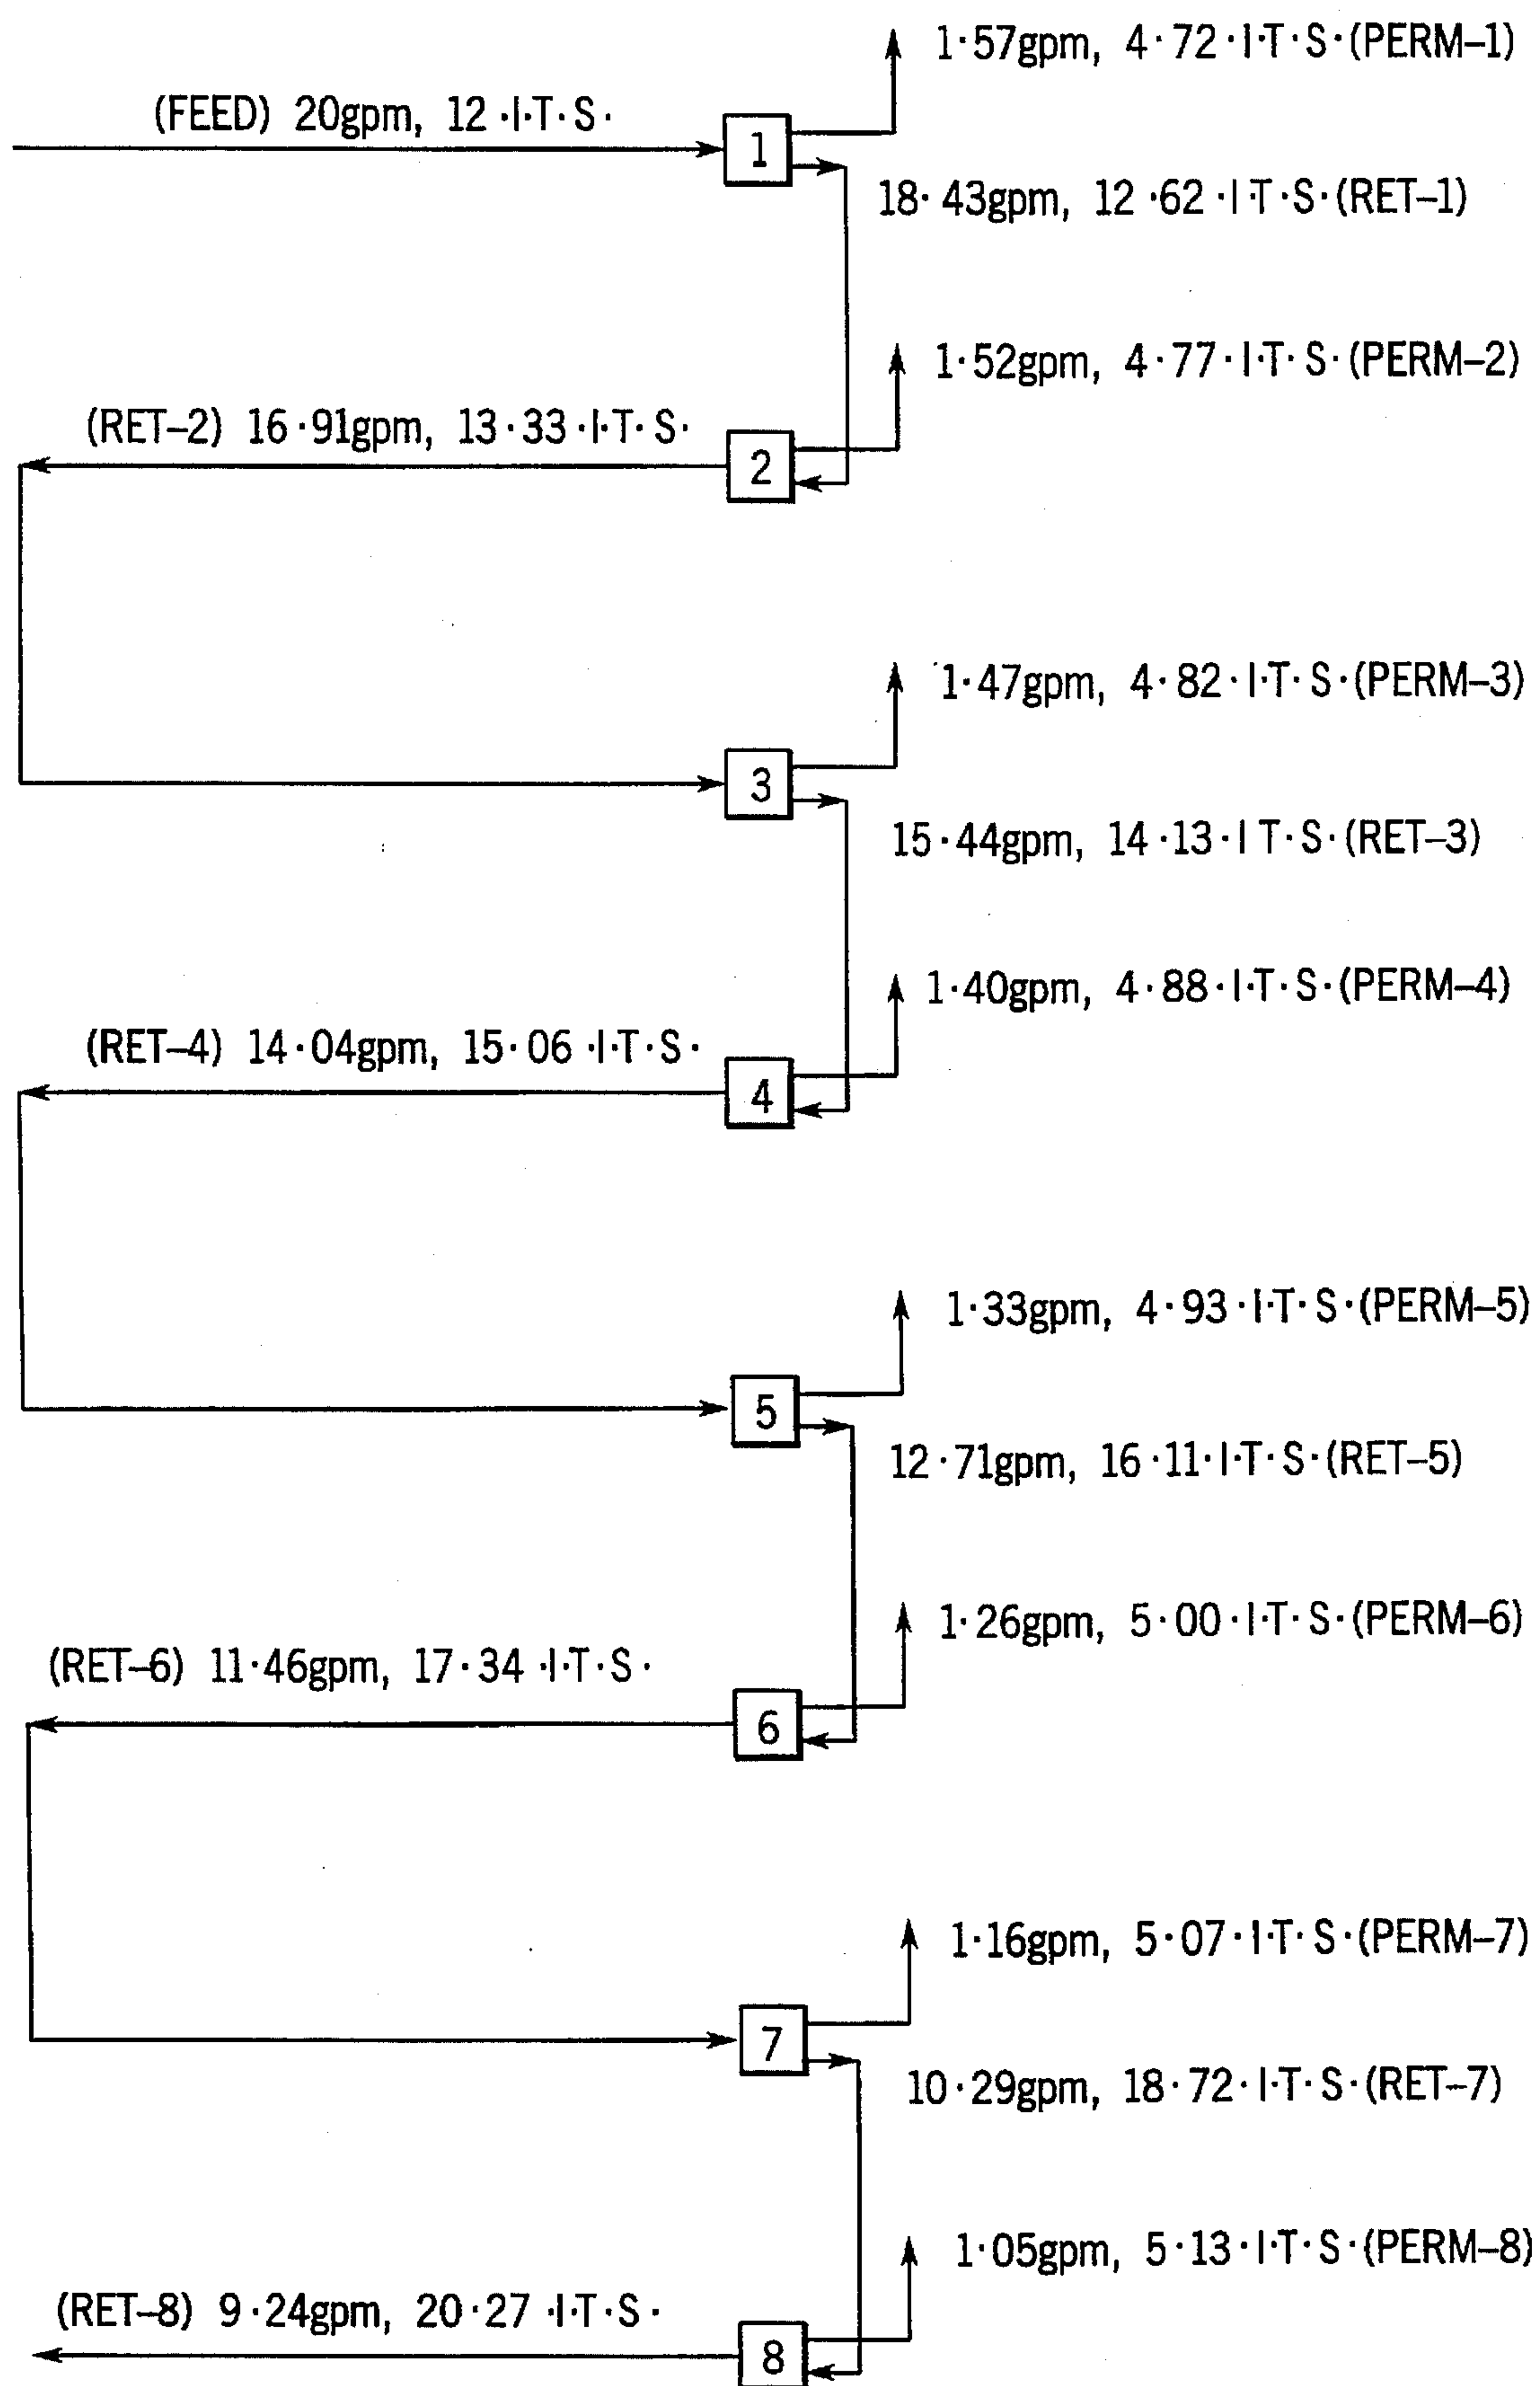 1·57gpm, 4·72·I·T·S·(PERM–1)
(FEED) 20gpm, 12·I·T·S·
1
18·43gpm, 12·62·I·T·S·(RET–1)
1·52gpm, 4·77·I·T·S·(PERM–2)
(RET–2) 16·91gpm, 13·33·I·T·S·
2
1·47gpm, 4·82·I·T·S·(PERM–3)
3
15·44gpm, 14·13·I T·S·(RET–3)
1·40gpm, 4·88·I·T·S·(PERM–4)
(RET–4) 14·04gpm, 15·06·I·T·S·
4
1·33gpm, 4·93·I·T·S·(PERM–5)
5
12·71gpm, 16·11·I·T·S·(RET–5)
1·26gpm, 5·00·I·T·S·(PERM–6)
(RET–6) 11·46gpm, 17·34·I·T·S·
6
1·16gpm, 5·07·I·T·S·(PERM–7)
7
10·29gpm, 18·72·I·T·S·(RET–7)
1·05gpm, 5·13·I·T·S·(PERM–8)
(RET–8) 9·24gpm, 20·27·I·T·S·
8